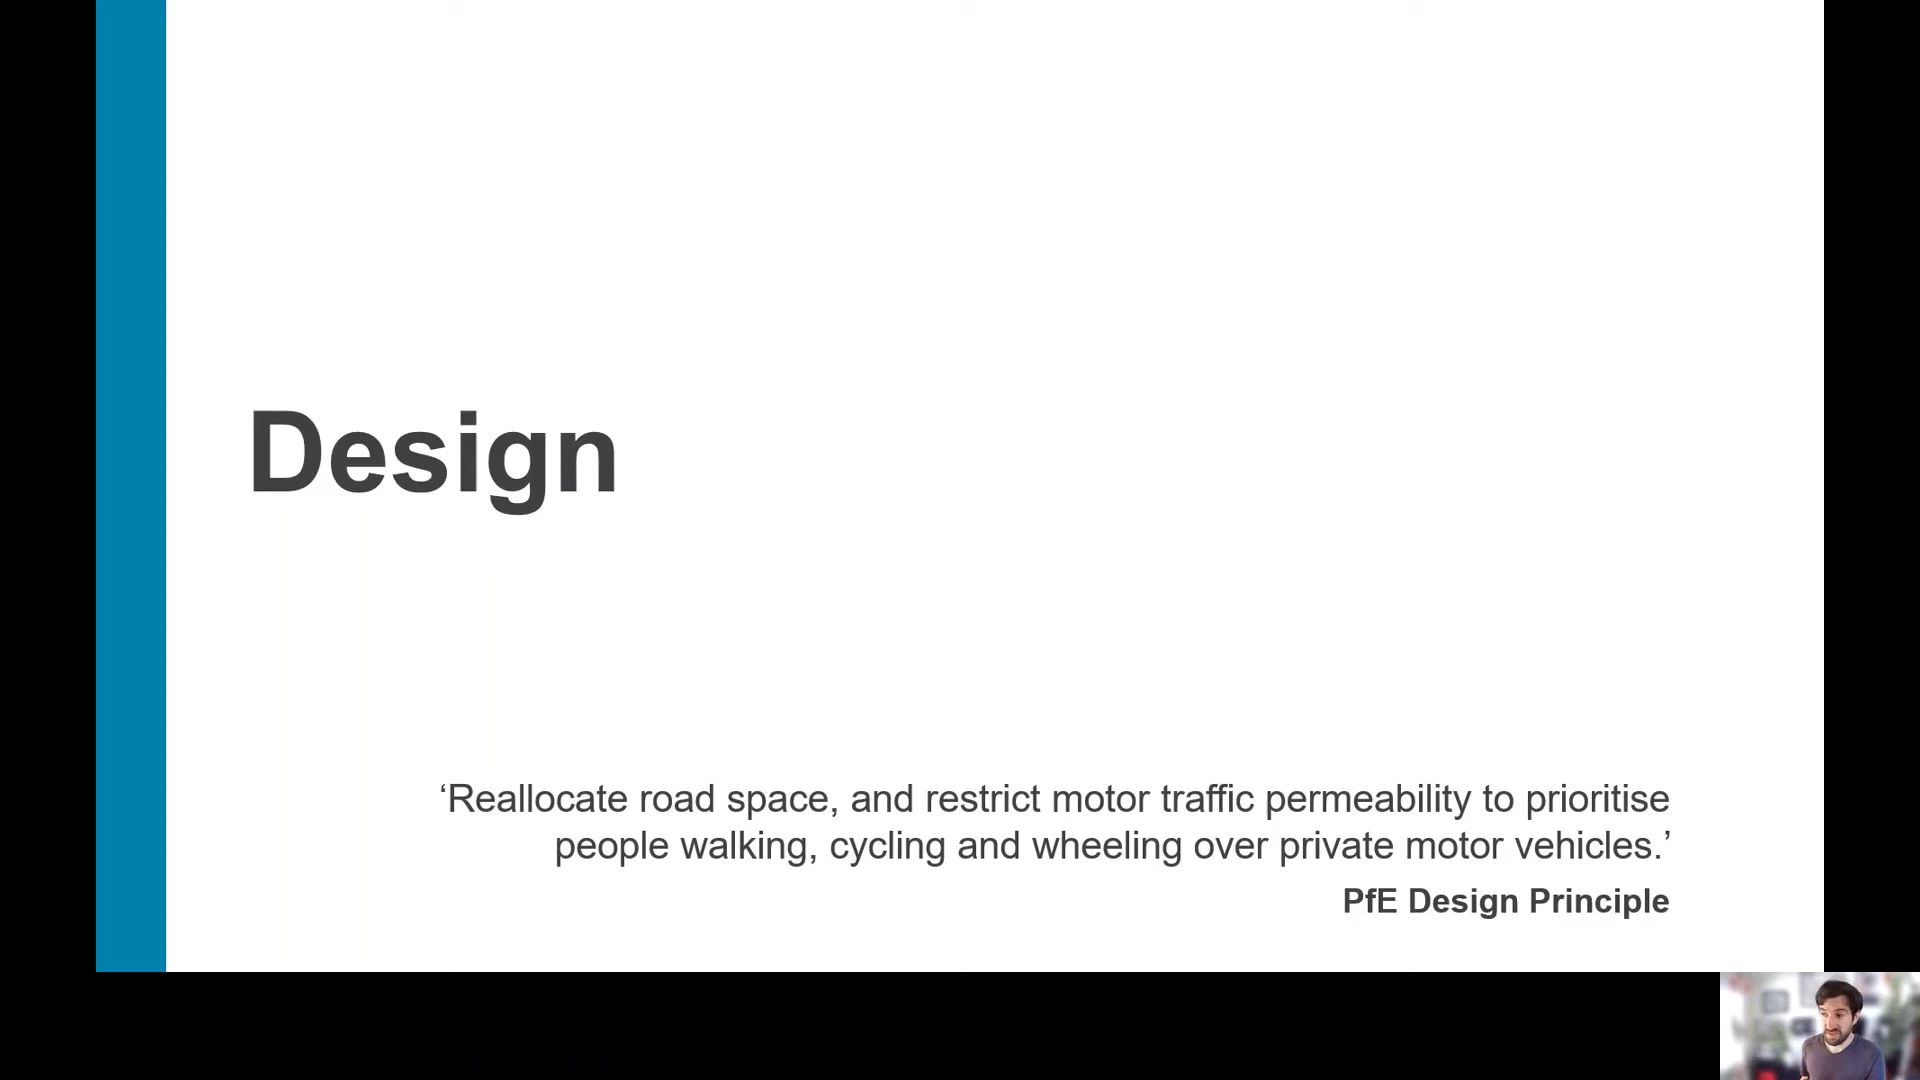 Design
‘Reallocate road space, and restrict motor traffic permeability to prioritise
people walking, cycling and wheeling over private motor vehicles.’
PfE Design Principle